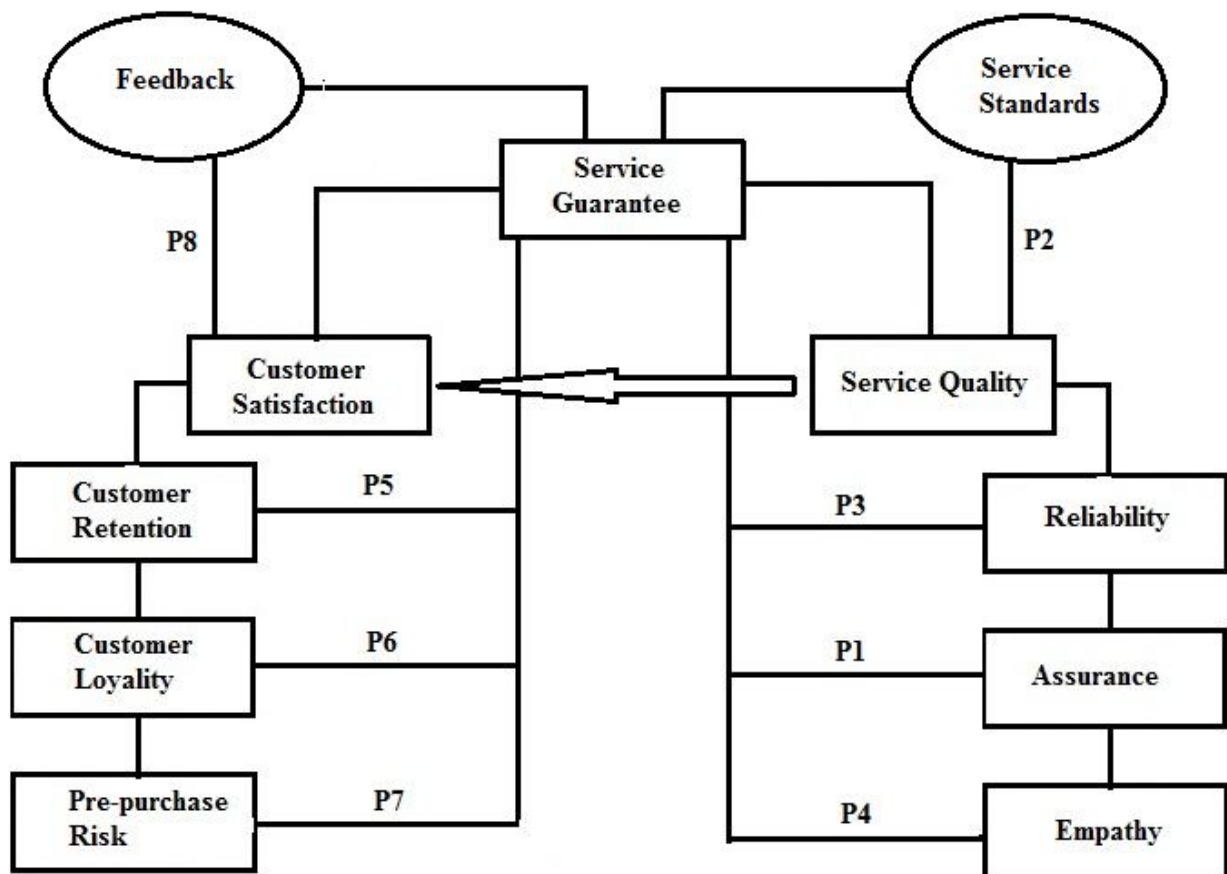 Feedback
Service
Standards
Service
Guarantee
P8
P2
Customer
Satisfaction
Service Quality
Customer
Retention
P5
P3
Reliability
Customer
Loyality
P6
P1
Assurance
Pre-purchase
Risk
P7
P4
Empathy